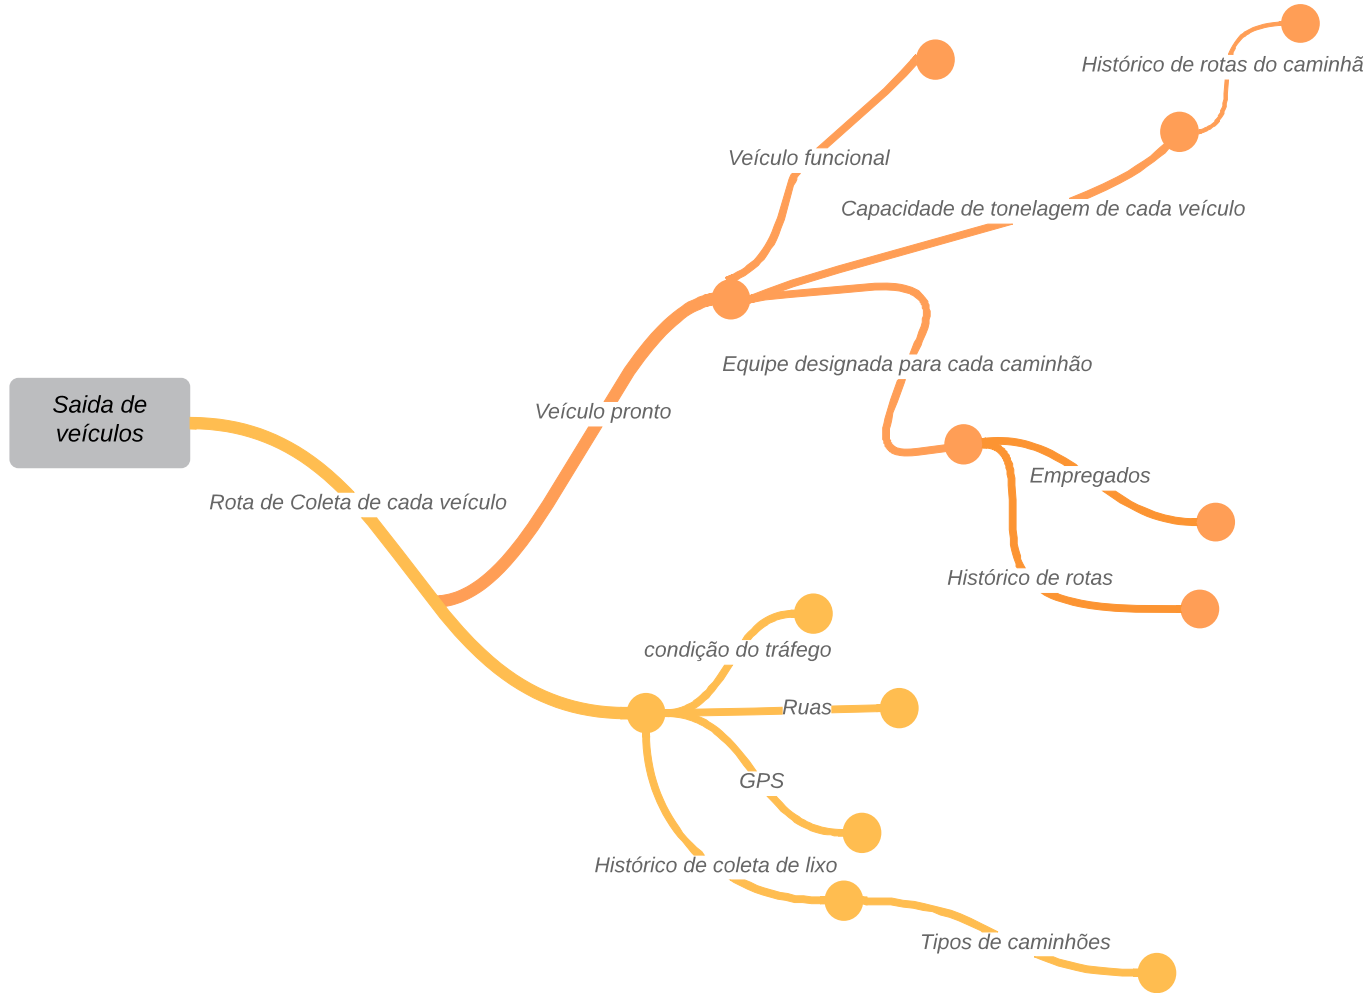 Histórico de rotas do caminhã
Veículo funcional
Capacidade de tonelagem de cada veículo
Equipe designada para cada caminhão
Saida de
veículos
Veículo pronto
Empregados
Rota de Coleta de cada veículo
Histórico de rotas
condição do tráfego
Ruas
GPS
Histórico de coleta de lixo
Tipos de caminhões